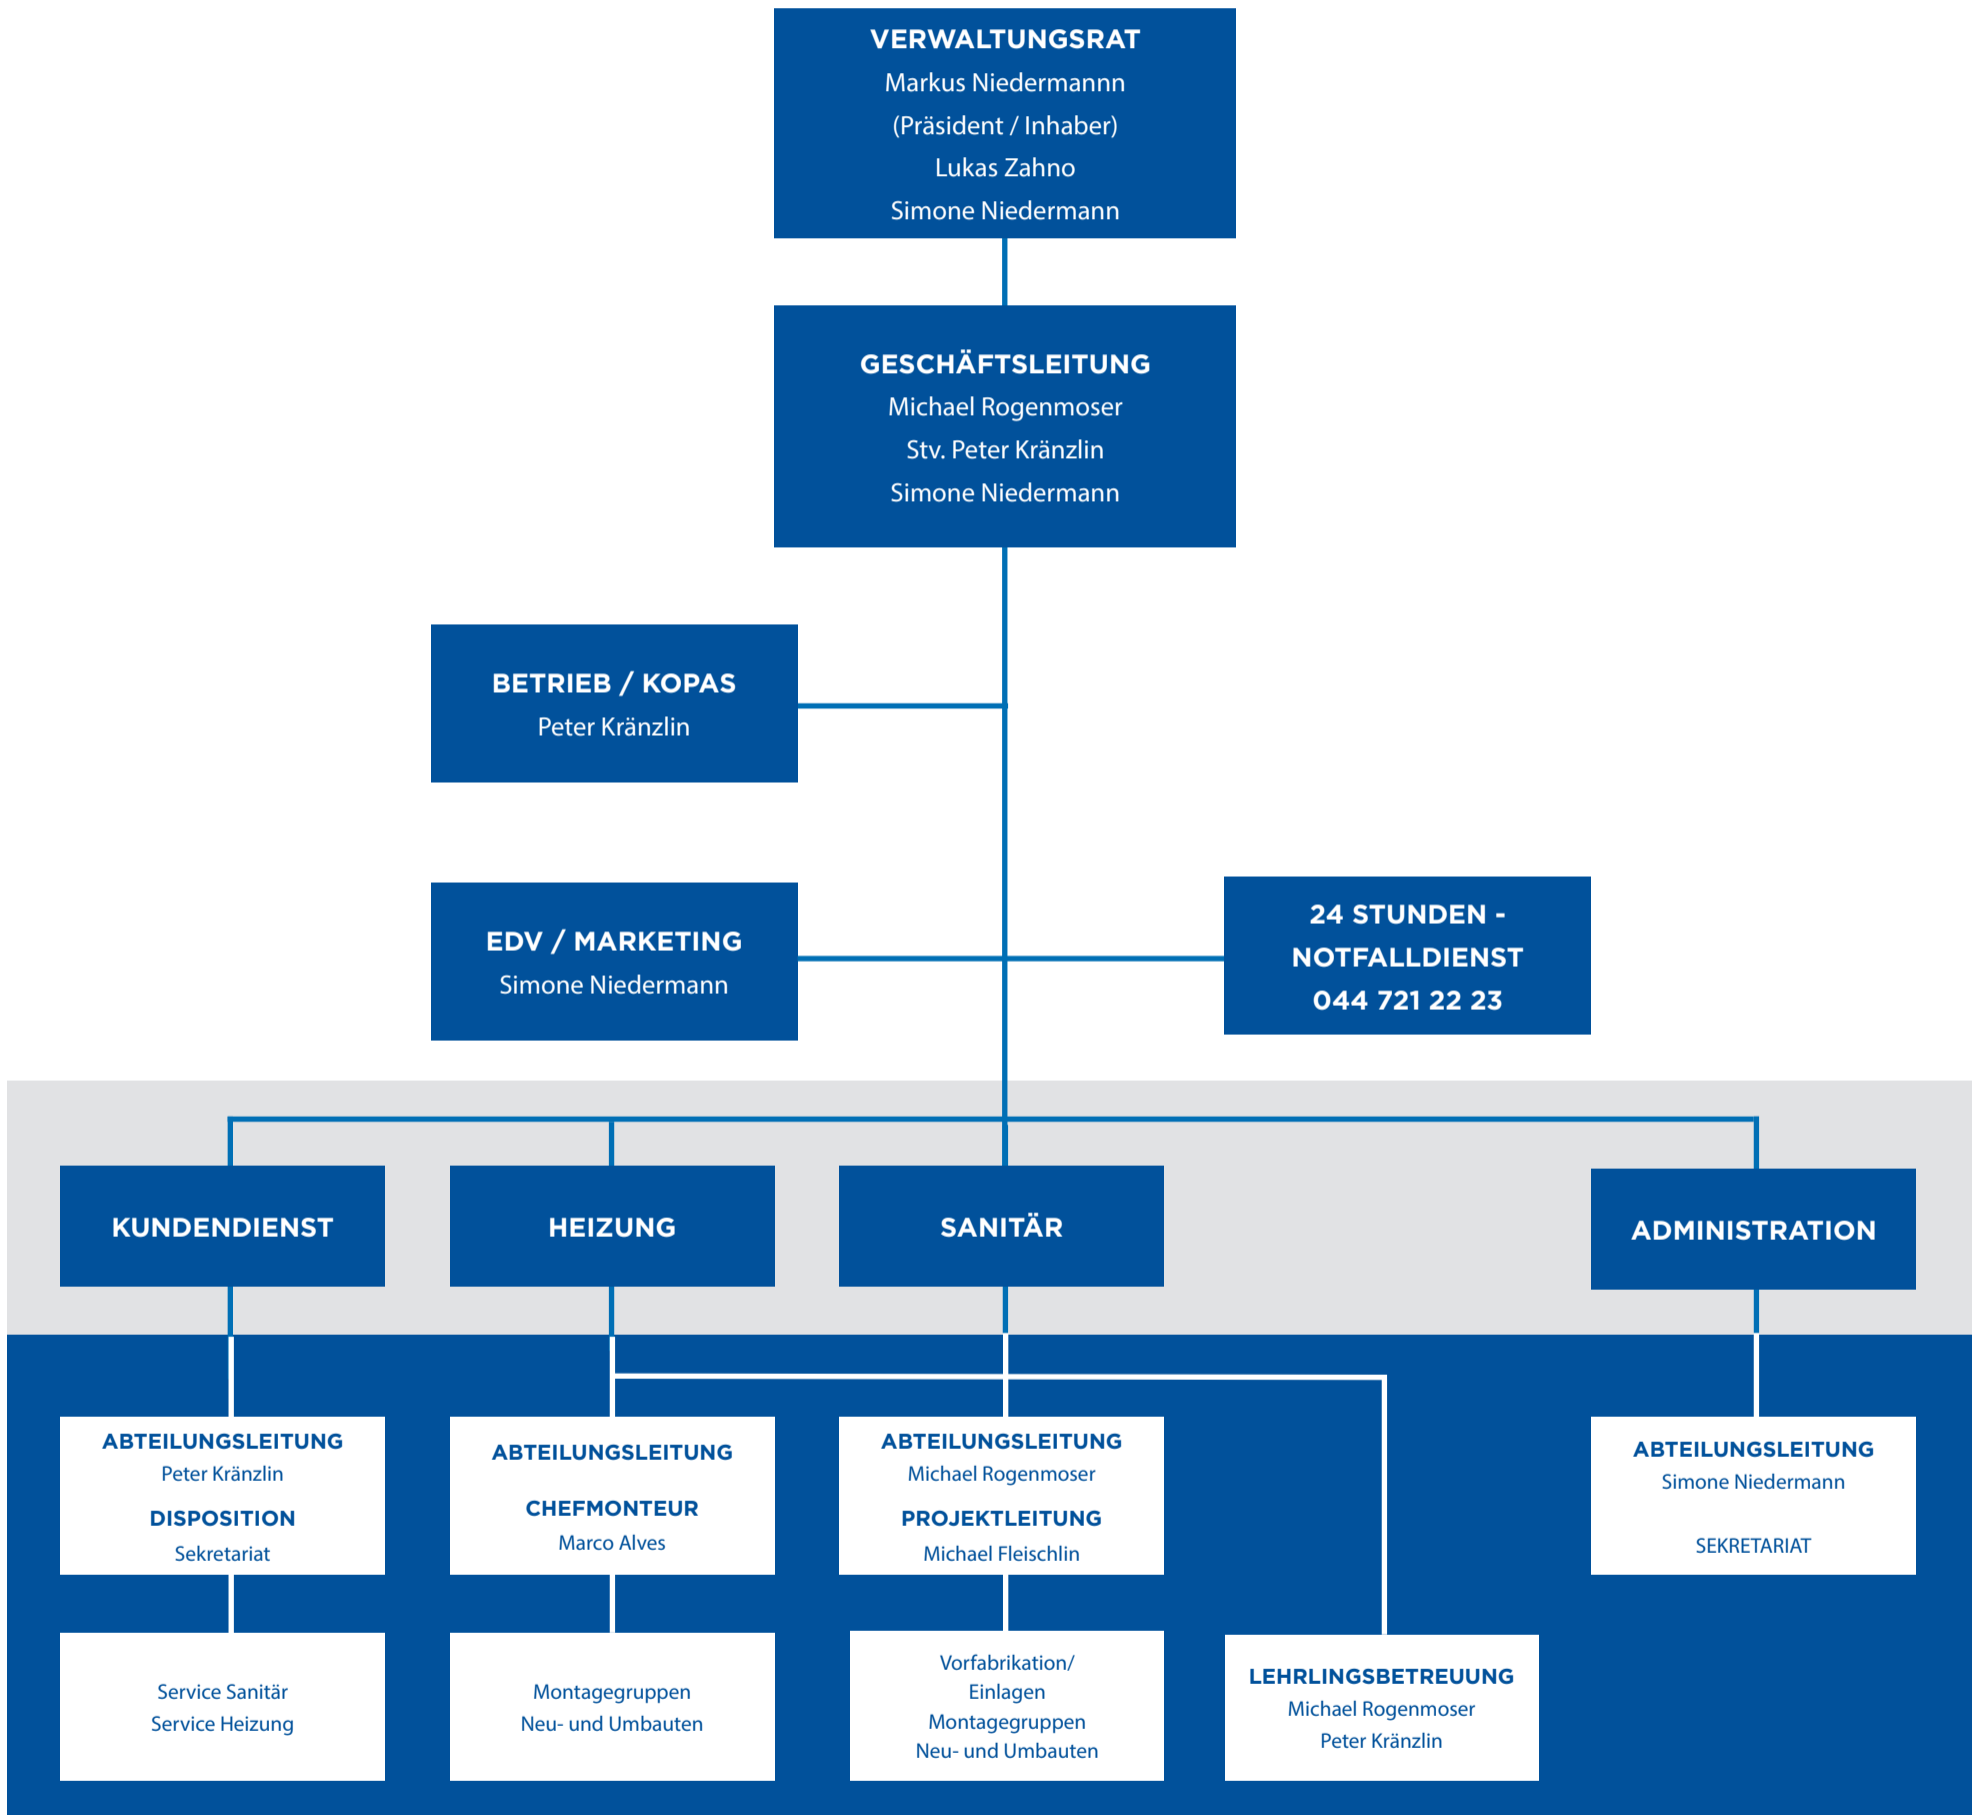 VERWALTUNGSRAT
Markus Niedermannn
(Präsident / Inhaber)
Lukas Zahno
Simone Niedermann
GESCHÄFTSLEITUNG
Michael Rogenmoser
Stv. Peter Kränzlin
Simone Niedermann
BETRIEB / KOPAS
Peter Kränzlin
EDV / MARKETING
Simone Niedermann
24 STUNDEN -
NOTFALLDIENST
044 721 22 23
KUNDENDIENST
HEIZUNG
SANITÄR
ADMINISTRATION
ABTEILUNGSLEITUNG
Peter Kränzlin
DISPOSITION
Sekretariat
ABTEILUNGSLEITUNG
CHEFMONTEUR
Marco Alves
ABTEILUNGSLEITUNG
Michael Rogenmoser
PROJEKTLEITUNG
Michael Fleischlin
ABTEILUNGSLEITUNG
Simone Niedermann
SEKRETARIAT
Service Sanitär
Service Heizung
Montagegruppen
Neu- und Umbauten
Vorfabrikation/
Einlagen
Montagegruppen
Neu- und Umbauten
LEHRLINGSBETREUUNG
Michael Rogenmoser
Peter Kränzlin